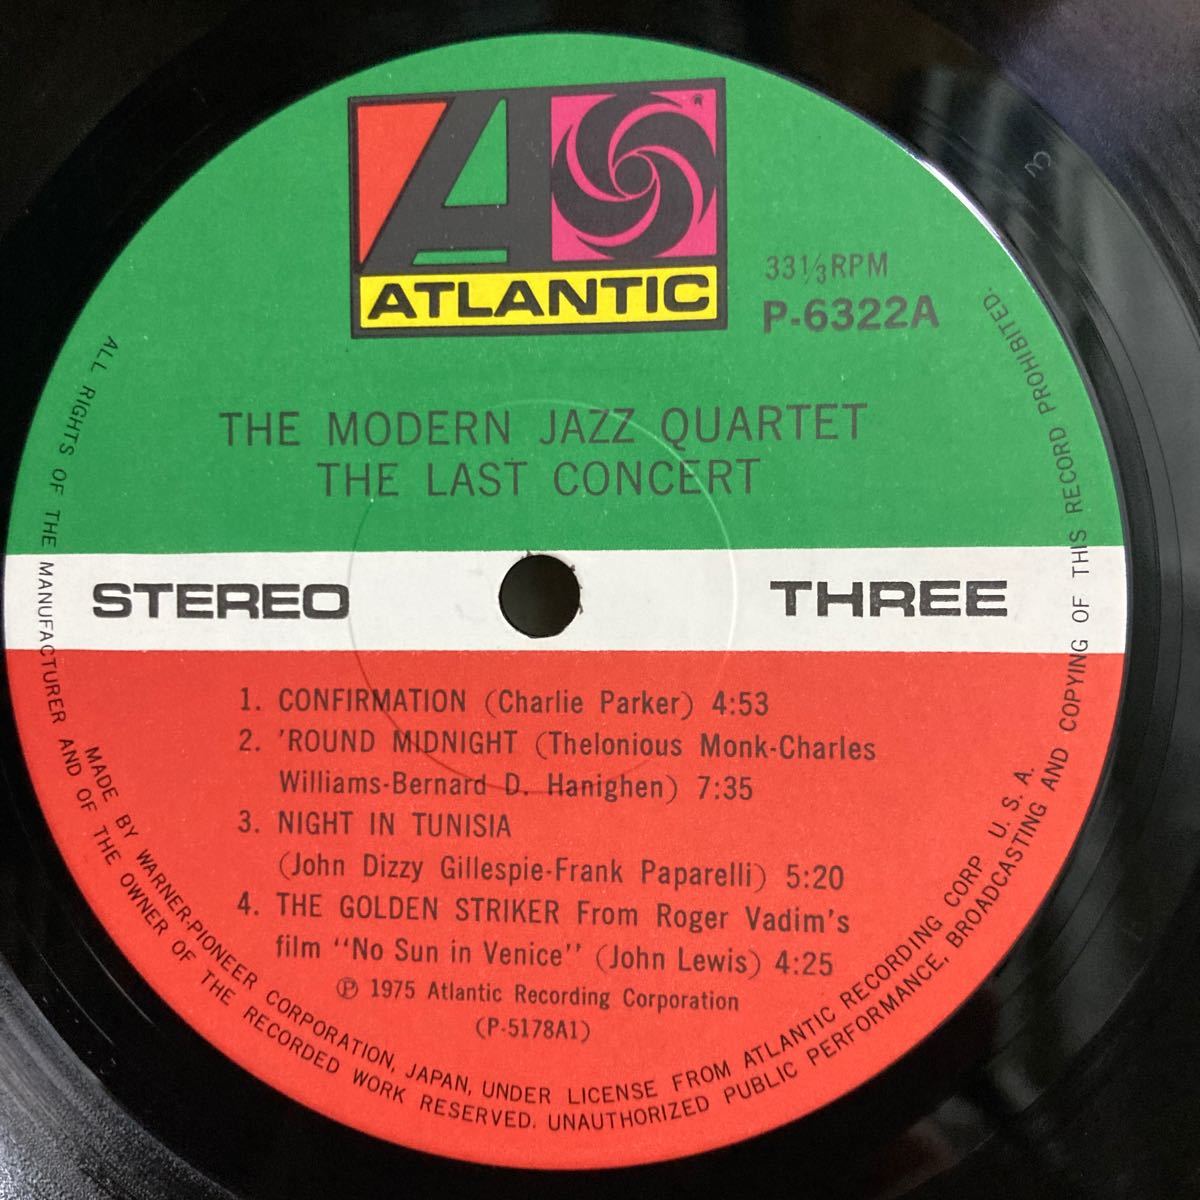 ATLANTIC
33⅓RPM
P-6322A
THE MODERN JAZZ QUARTET
THE LAST CONCERT
STEREO
THREE
1. CONFIRMATION (Charlie Parker) 4:53
2. 'ROUND MIDNIGHT (Thelonious Monk-Charles
Williams-Bernard D. Hanighen) 7:35
3. NIGHT IN TUNISIA
(John Dizzy Gillespie-Frank Paparelli) 5:20
4. THE GOLDEN STRIKER From Roger Vadim's
film "No Sun in Venice" (John Lewis) 4:25
℗ 1975 Atlantic Recording Corporation
(P-5178A1)
MADE BY WARNER-PIONEER CORPORATION, JAPAN, UNDER LICENSE FROM ATLANTIC RECORDING CORP U. S. A.
ALL RIGHTS OF THE MANUFACTURER AND OF THE OWNER OF THE RECORDED WORK RESERVED. UNAUTHORIZED PUBLIC PERFORMANCE, BROADCASTING AND COPYING OF THIS RECORD PROHIBITED.